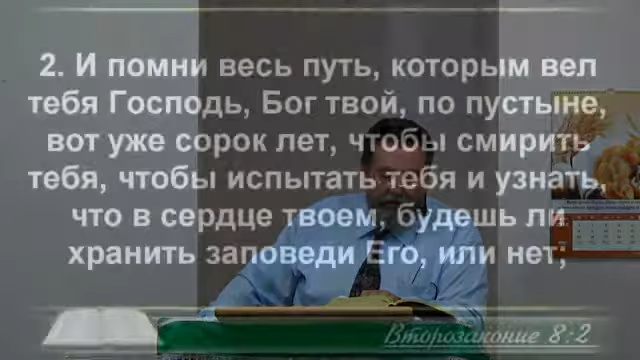 2. И помни весь путь, которым вел
тебя Господь, Бог твой, по пустыне,
вот уже сорок лет, чтобы смирить
тебя, чтобы испытать тебя и узнать,
что в сердце твоем, будешь ли
хранить заповеди Его, или нет;
Второзаконие 8:2